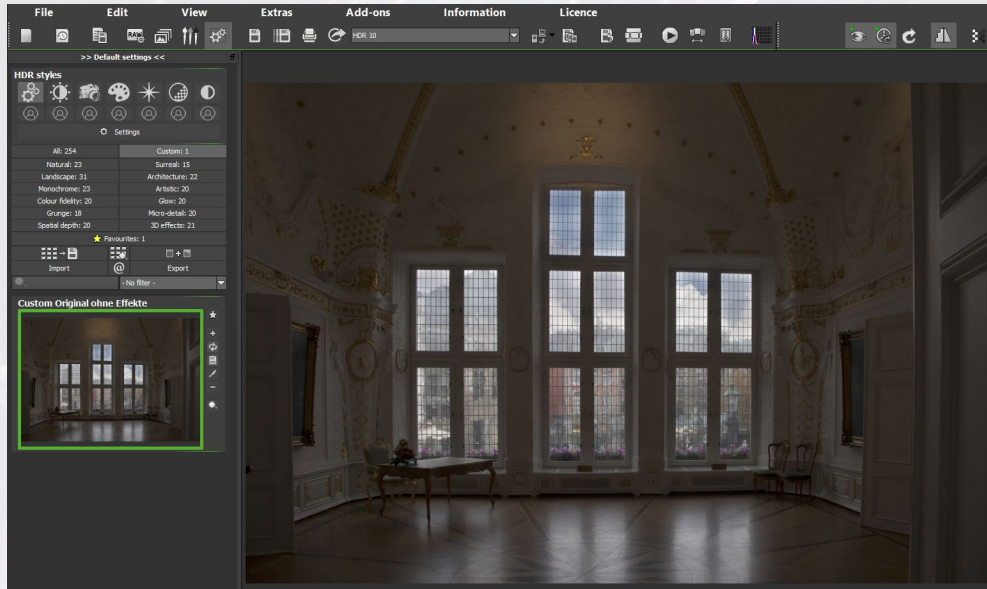 File Edit View Extras Add-ons Information Licence
RAW HDR 10
>> Default settings <<
HDR styles
Settings
All: 254 Custom: 1
Natural: 23 Surreal: 15
Landscape: 31 Architecture: 22
Monochrome: 23 Artistic: 20
Colour fidelity: 20 Glow: 20
Grunge: 18 Micro-detail: 20
Spatial depth: 20 3D effects: 21
Favourites: 1
Import @ Export
- No filter -
Custom Original ohne Effekte